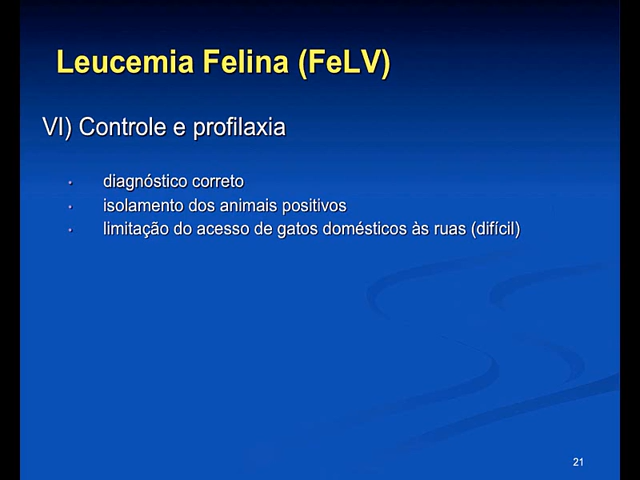 Leucemia Felina (FeLV)
VI) Controle e profilaxia
• diagnóstico correto
• isolamento dos animais positivos
• limitação do acesso de gatos domésticos às ruas (difícil)
21